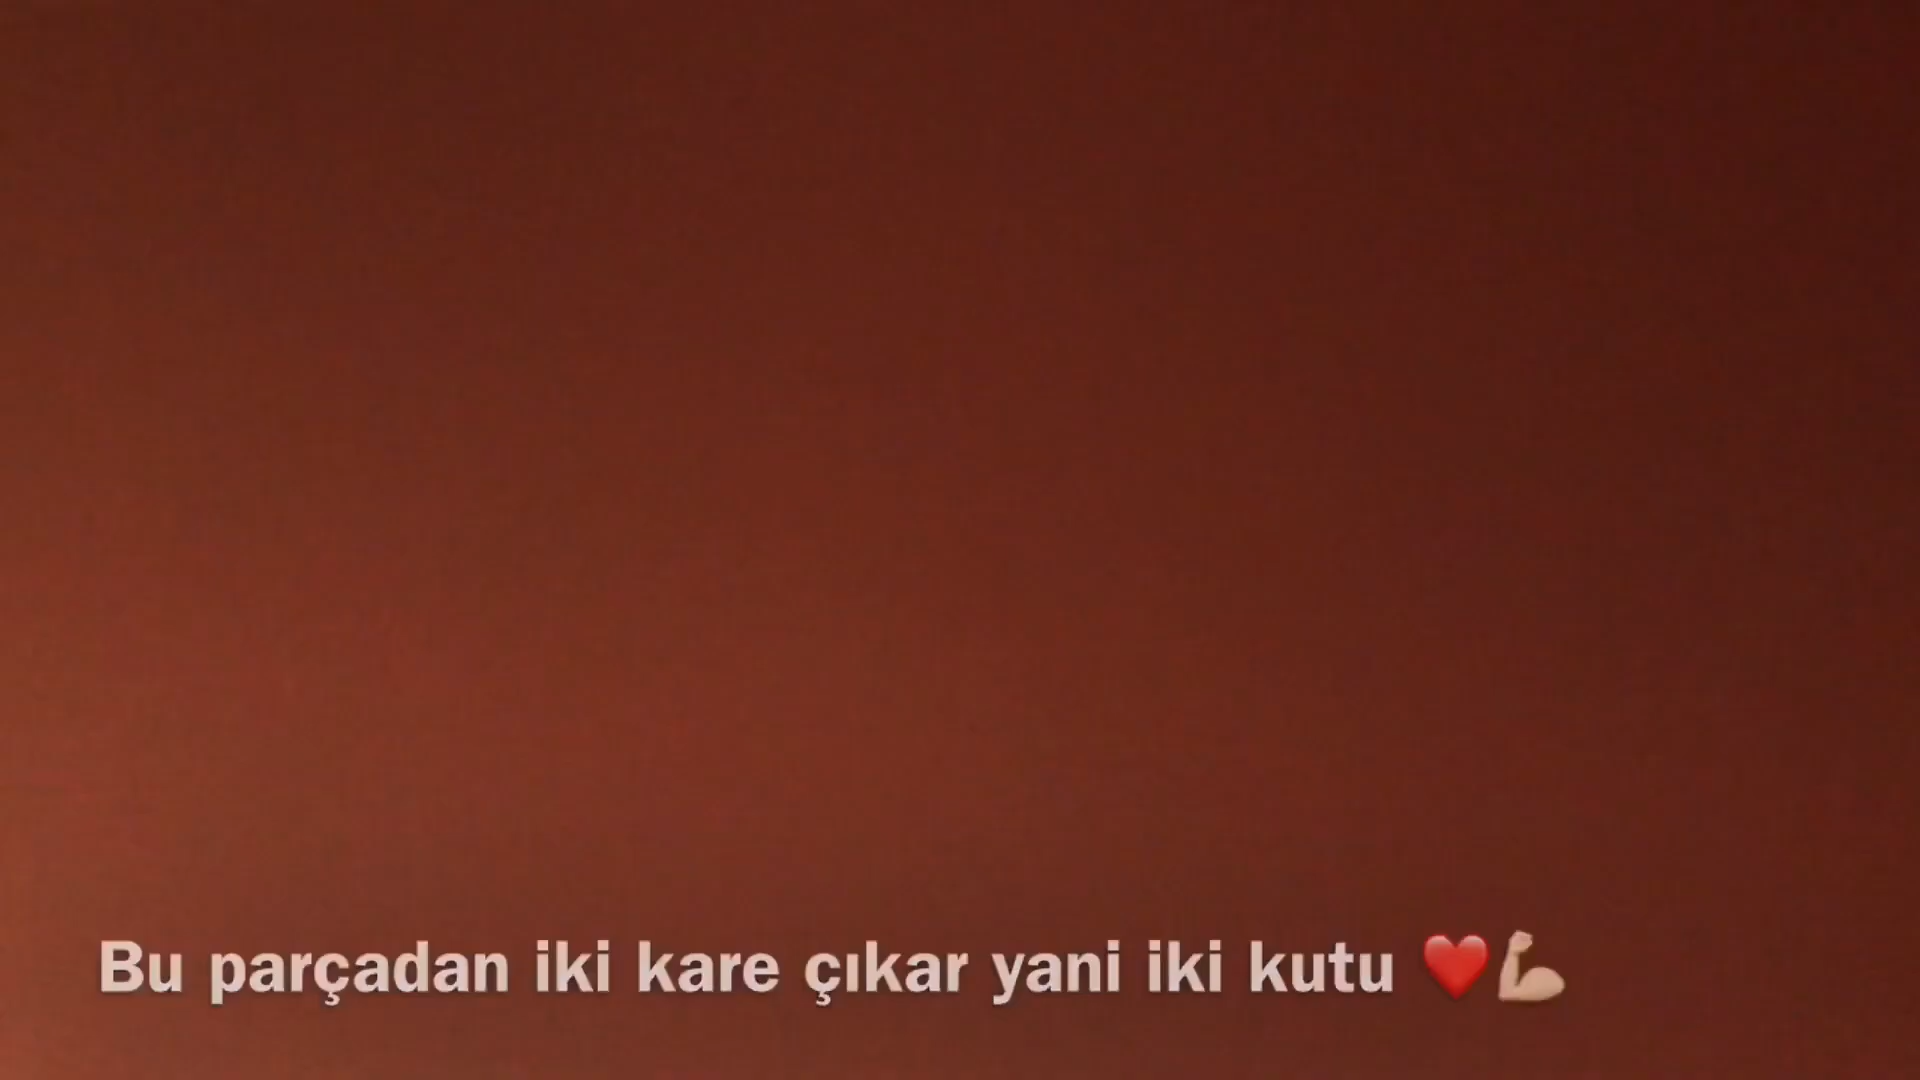 Bu parçadan iki kare çıkar yani iki kutu ❤️💪🏼